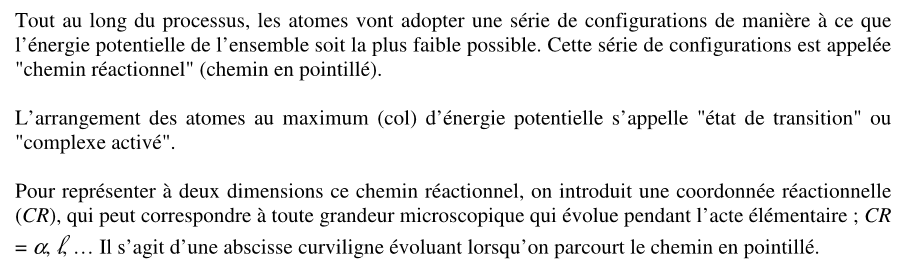 Tout au long du processus, les atomes vont adopter une série de configurations de manière à ce que
l'énergie potentielle de l'ensemble soit la plus faible possible. Cette série de configurations est appelée
"chemin réactionnel" (chemin en pointillé).
L'arrangement des atomes au maximum (col) d'énergie potentielle s'appelle "état de transition" ou
"complexe activé".
Pour représenter à deux dimensions ce chemin réactionnel, on introduit une coordonnée réactionnelle
(CR), qui peut correspondre à toute grandeur microscopique qui évolue pendant l'acte élémentaire ; CR
= α, ℓ, … Il s'agit d'une abscisse curviligne évoluant lorsqu'on parcourt le chemin en pointillé.